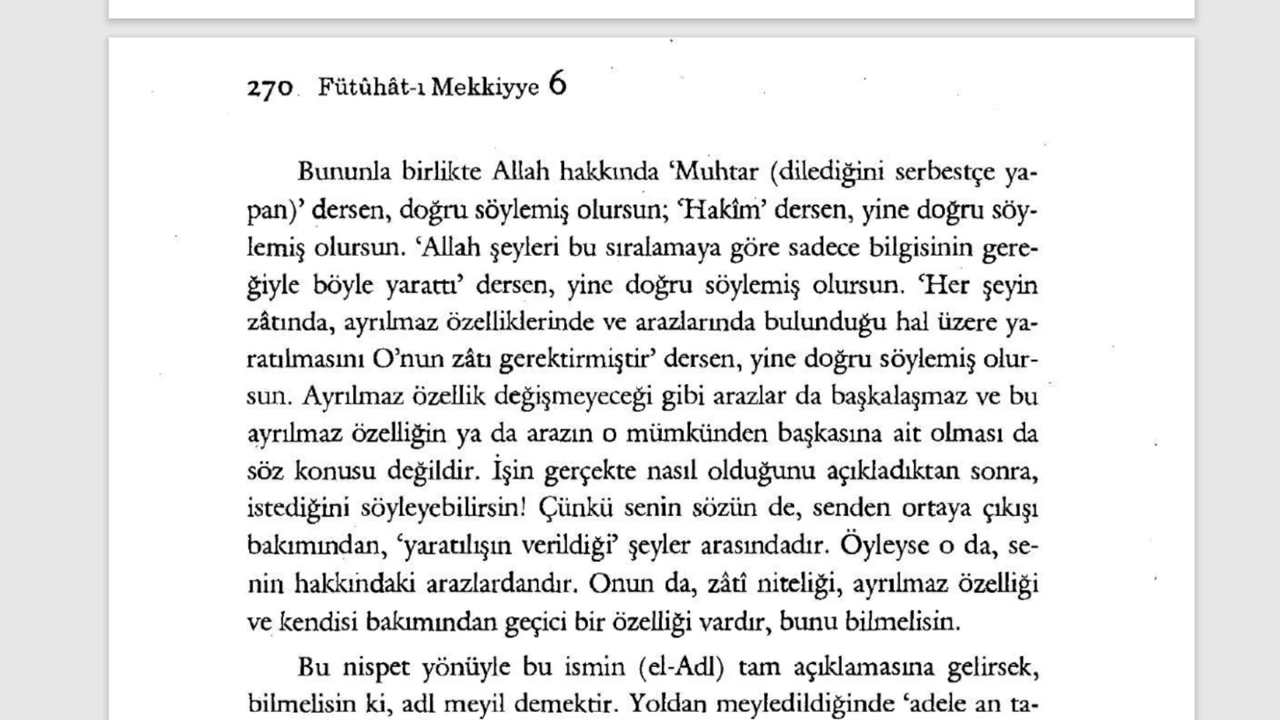 270 Fütûhât-ı Mekkiyye 6
Bununla birlikte Allah hakkında ‘Muhtar (dilediğini serbestçe ya-
pan)’ dersen, doğru söylemiş olursun; ‘Hakîm’ dersen, yine doğru söy-
lemiş olursun. ‘Allah şeyleri bu sıralamaya göre sadece bilgisinin gere-
ğiyle böyle yarattı’ dersen, yine doğru söylemiş olursun. ‘Her şeyin
zâtında, ayrılmaz özelliklerinde ve arazlarında bulunduğu hal üzere ya-
ratılmasını O’nun zâtı gerektirmiştir’ dersen, yine doğru söylemiş olur-
sun. Ayrılmaz özellik değişmeyeceği gibi arazlar da başkalaşmaz ve bu
ayrılmaz özelliğin ya da arazın o mümkünden başkasına ait olması da
söz konusu değildir. İşin gerçekte nasıl olduğunu açıkladıktan sonra,
istediğini söyleyebilirsin! Çünkü senin sözün de, senden ortaya çıkışı
bakımından, ‘yaratılışın verildiği’ şeyler arasındadır. Öyleyse o da, se-
nin hakkındaki arazlardandır. Onun da, zâtî niteliği, ayrılmaz özelliği
ve kendisi bakımından geçici bir özelliği vardır, bunu bilmelisin.
Bu nispet yönüyle bu ismin (el-Adl) tam açıklamasına gelirsek,
bilmelisin ki, adl meyil demektir. Yoldan meyledildiğinde ‘adele an ta-